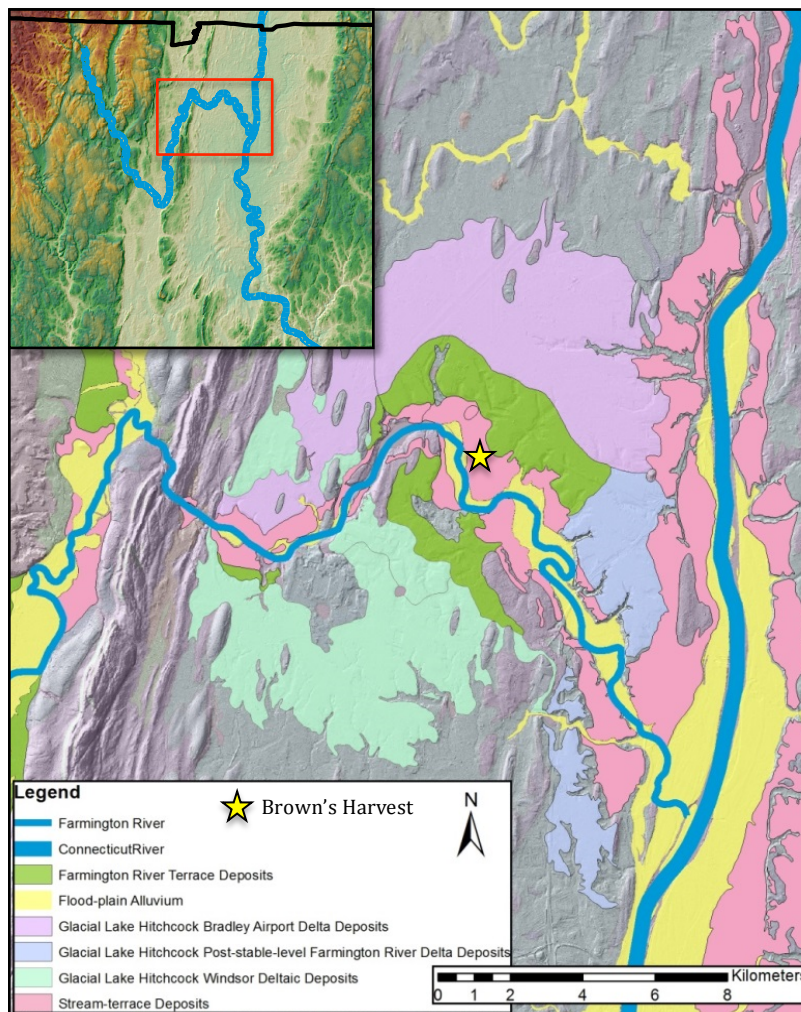 Legend
Brown's Harvest
N
Farmington River
ConnecticutRiver
Farmington River Terrace Deposits
Flood-plain Alluvium
Glacial Lake Hitchcock Bradley Airport Delta Deposits
Glacial Lake Hitchcock Post-stable-level Farmington River Delta Deposits
Glacial Lake Hitchcock Windsor Deltaic Deposits
Stream-terrace Deposits
Kilometers
0 1 2 4 6 8